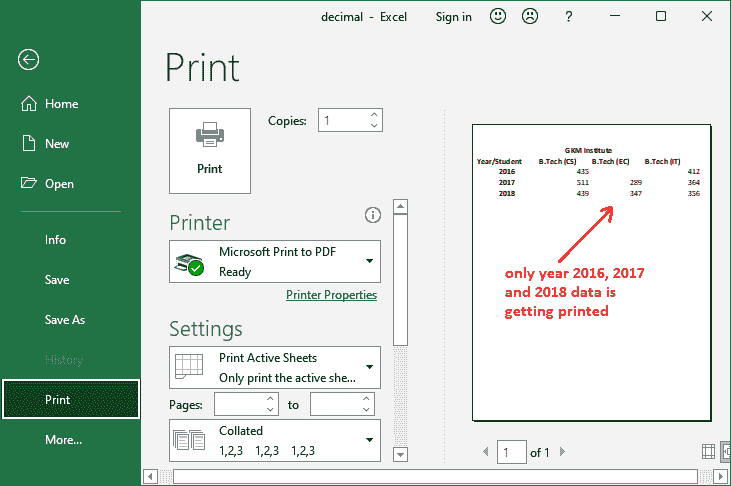 decimal - Excel
Sign in
?
Print
Home
New
Open
Info
Save
Save As
History
Print
More...
Print
Copies: 1
Printer
Microsoft Print to PDF
Ready
Printer Properties
Settings
Print Active Sheets
Only print the active she...
Pages: to
Collated
1,2,3 1,2,3 1,2,3
GKM Institute
Year/Student B.Tech (CS) B.Tech (EC) B.Tech (IT)
2016 435 412
2017 511 289 364
2018 439 347 356
only year 2016, 2017
and 2018 data is
getting printed
1 of 1